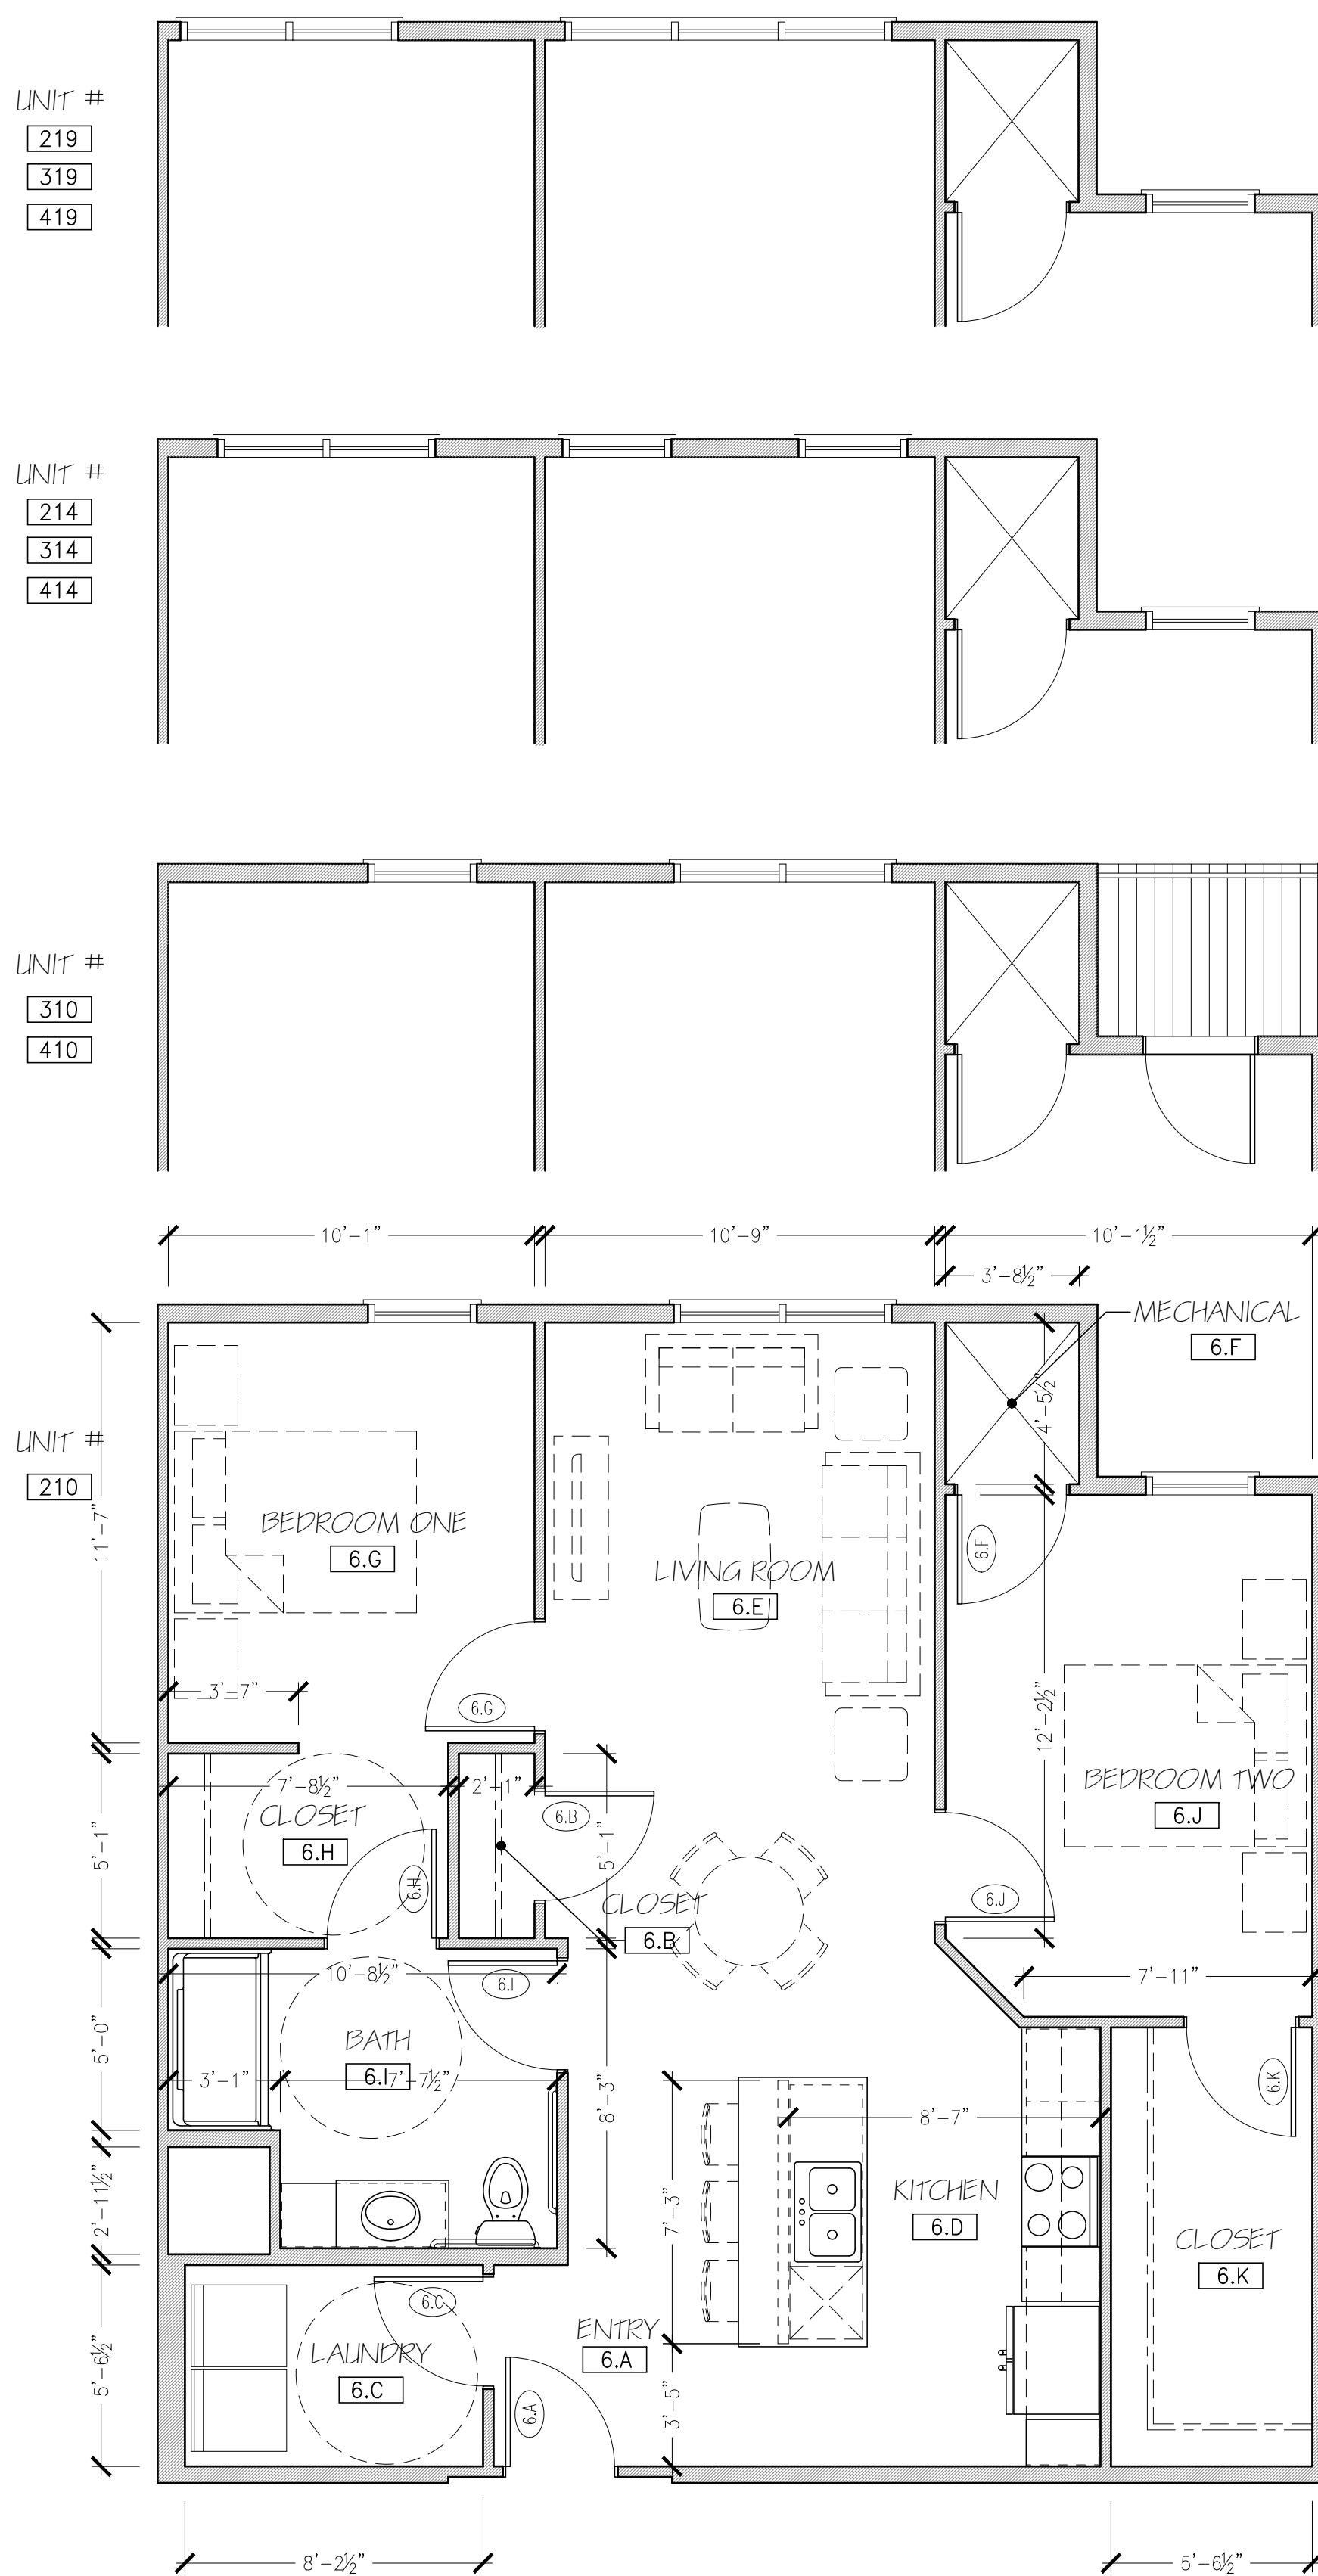 UNIT #
219
319
419
UNIT #
214
314
414
UNIT #
310
410
10'-1"
10'-9"
10'-1½"
3'-8½"
MECHANICAL
6.F
4'-5½"
UNIT #
210
11'-7"
BEDROOM ONE
6.G
LIVING ROOM
6.E
6.F
3'-7"
6.G
12'-2½"
BEDROOM TWO
6.J
7'-8½"
2'-1"
CLOSET
6.H
6.B
5'-1"
5'-1"
6.H
CLOSET
6.B
6.J
10'-8½"
6.I
7'-11"
BATH
6.I
5'-0"
3'-1"
7'-7½"
8'-3"
6.K
8'-7"
KITCHEN
6.D
7'-3"
2'-11½"
CLOSET
6.K
6.C
ENTRY
6.A
LAUNDRY
6.C
5'-6½"
3'-5"
6.A
8'-2½"
5'-6½"